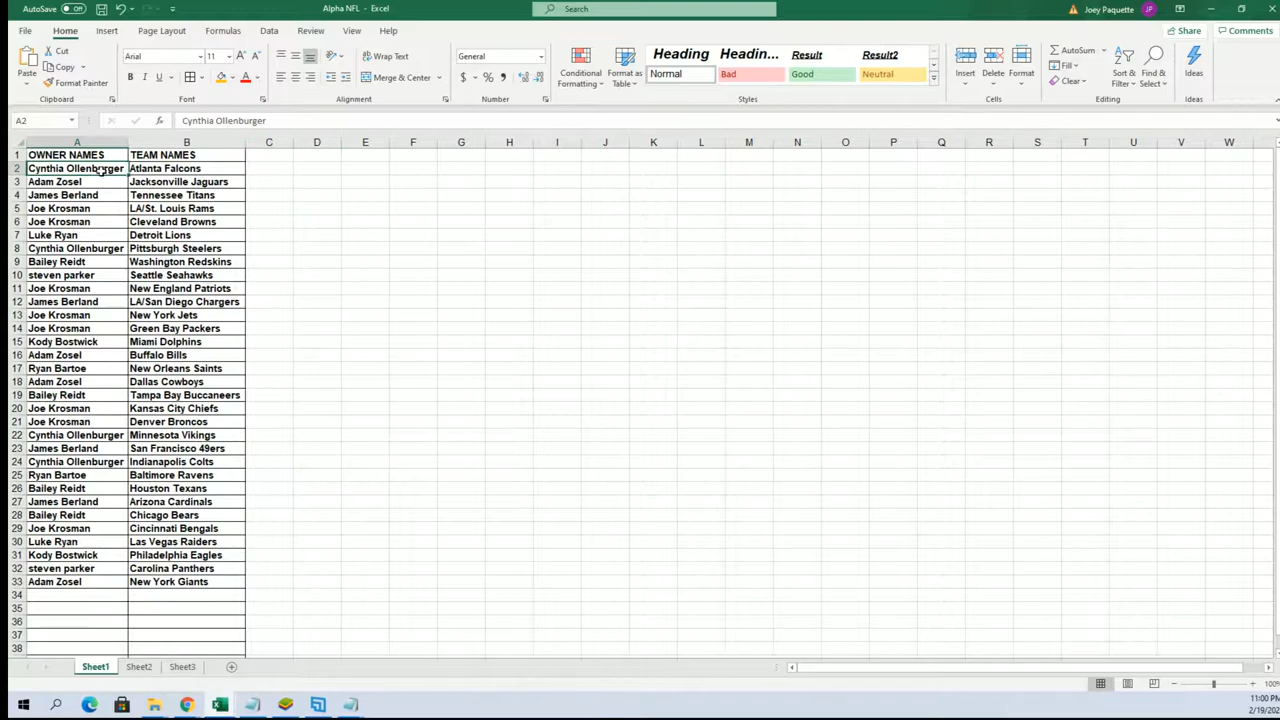 AutoSave Off Alpha NFL - Excel Search Joey Paquette JP
File Home Insert Page Layout Formulas Data Review View Help Share Comments
Paste Cut Copy Format Painter Clipboard
Arial 11 B I U A Font
Wrap Text Merge & Center Alignment
General $ % Number
Conditional Formatting Format as Table
Heading Headin... Result Result2
Normal Bad Good Neutral
Styles
Insert Delete Format Cells
AutoSum Fill Clear Sort & Filter Find & Select Editing
Ideas Ideas
A2 fx Cynthia Ollenburger
A B C D E F G H I J K L M N O P Q R S T U V W
1 OWNER NAMES TEAM NAMES
2 Cynthia Ollenburger Atlanta Falcons
3 Adam Zosel Jacksonville Jaguars
4 James Berland Tennessee Titans
5 Joe Krosman LA/St. Louis Rams
6 Joe Krosman Cleveland Browns
7 Luke Ryan Detroit Lions
8 Cynthia Ollenburger Pittsburgh Steelers
9 Bailey Reidt Washington Redskins
10 steven parker Seattle Seahawks
11 Joe Krosman New England Patriots
12 James Berland LA/San Diego Chargers
13 Joe Krosman New York Jets
14 Joe Krosman Green Bay Packers
15 Kody Bostwick Miami Dolphins
16 Adam Zosel Buffalo Bills
17 Ryan Bartoe New Orleans Saints
18 Adam Zosel Dallas Cowboys
19 Bailey Reidt Tampa Bay Buccaneers
20 Joe Krosman Kansas City Chiefs
21 Joe Krosman Denver Broncos
22 Cynthia Ollenburger Minnesota Vikings
23 James Berland San Francisco 49ers
24 Cynthia Ollenburger Indianapolis Colts
25 Ryan Bartoe Baltimore Ravens
26 Bailey Reidt Houston Texans
27 James Berland Arizona Cardinals
28 Bailey Reidt Chicago Bears
29 Joe Krosman Cincinnati Bengals
30 Luke Ryan Las Vegas Raiders
31 Kody Bostwick Philadelphia Eagles
32 steven parker Carolina Panthers
33 Adam Zosel New York Giants
34
35
36
37
38
Sheet1 Sheet2 Sheet3
100%
11:00 PM
2/19/202